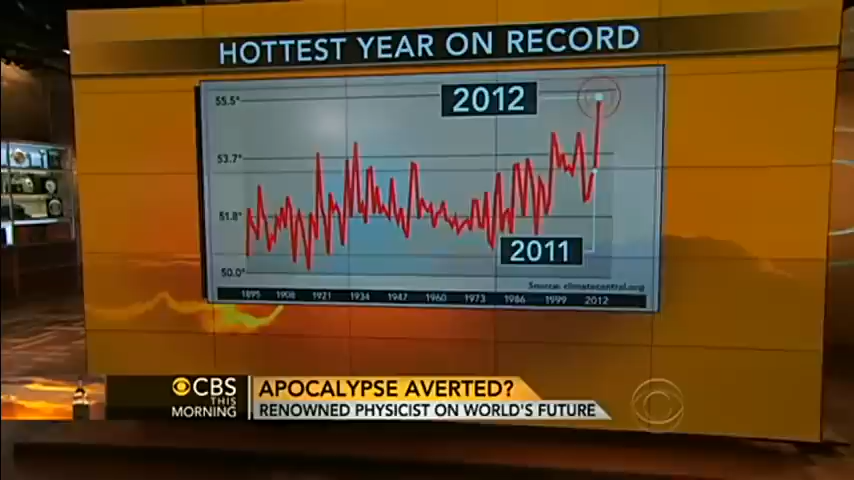 HOTTEST YEAR ON RECORD
55.5°
2012
53.7°
51.8°
2011
50.0°
Source: climatecentral.org
1895 1908 1921 1934 1947 1960 1973 1986 1999 2012
CBS
THIS
MORNING
APOCALYPSE AVERTED?
RENOWNED PHYSICIST ON WORLD'S FUTURE